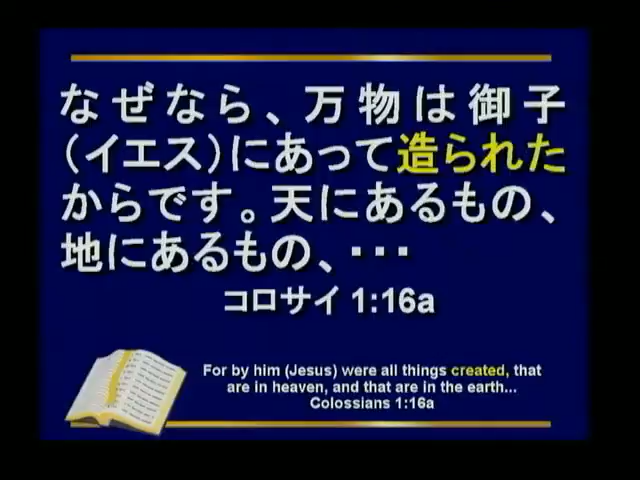 なぜなら、万物は御子
（イエス）にあって造られた
からです。天にあるもの、
地にあるもの、・・・
コロサイ 1:16a
For by him (Jesus) were all things created, that
are in heaven, and that are in the earth...
Colossians 1:16a